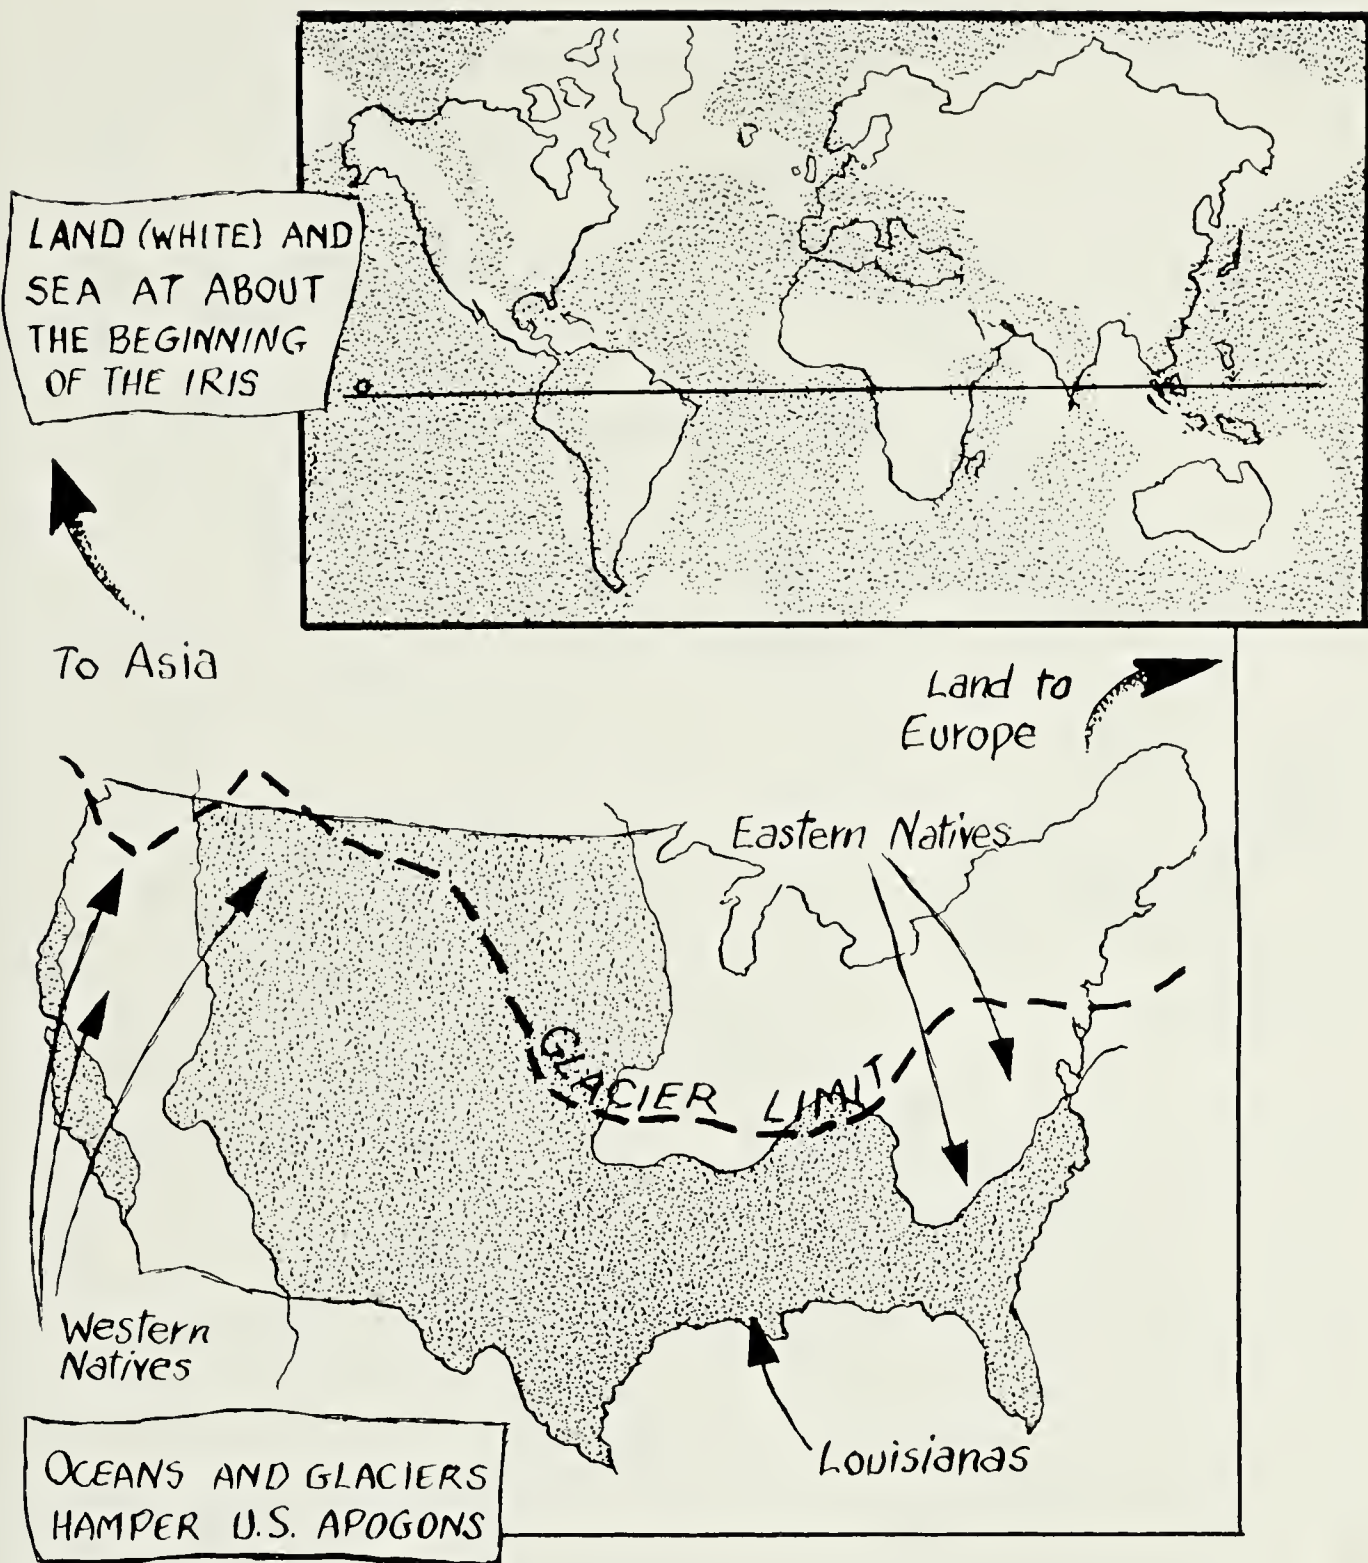 LAND (WHITE) AND
SEA AT ABOUT
THE BEGINNING
OF THE IRIS
To Asia
Land to
Europe
Eastern Natives
GLACIER LIMIT
Western
Natives
Louisianas
OCEANS AND GLACIERS
HAMPER U.S. APOGONS